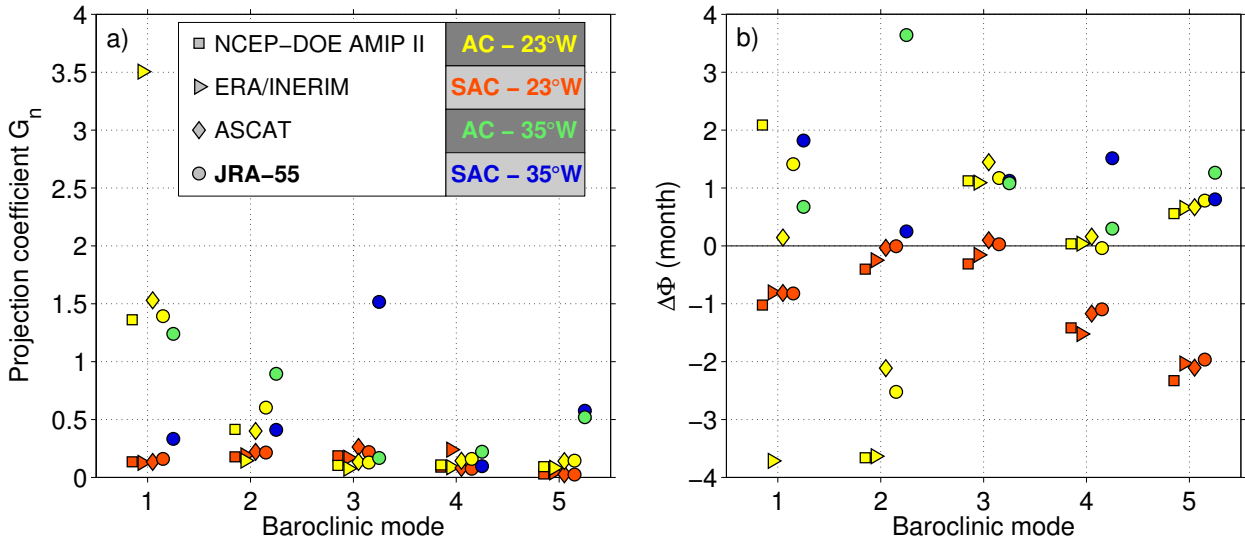 a)
NCEP−DOE AMIP II
ERA/INERIM
ASCAT
JRA−55
AC − 23°W
SAC − 23°W
AC − 35°W
SAC − 35°W
Projection coefficient G_n
4
3.5
3
2.5
2
1.5
1
0.5
0
1 2 3 4 5
Baroclinic mode
b)
ΔΦ (month)
4
3
2
1
0
−1
−2
−3
−4
1 2 3 4 5
Baroclinic mode